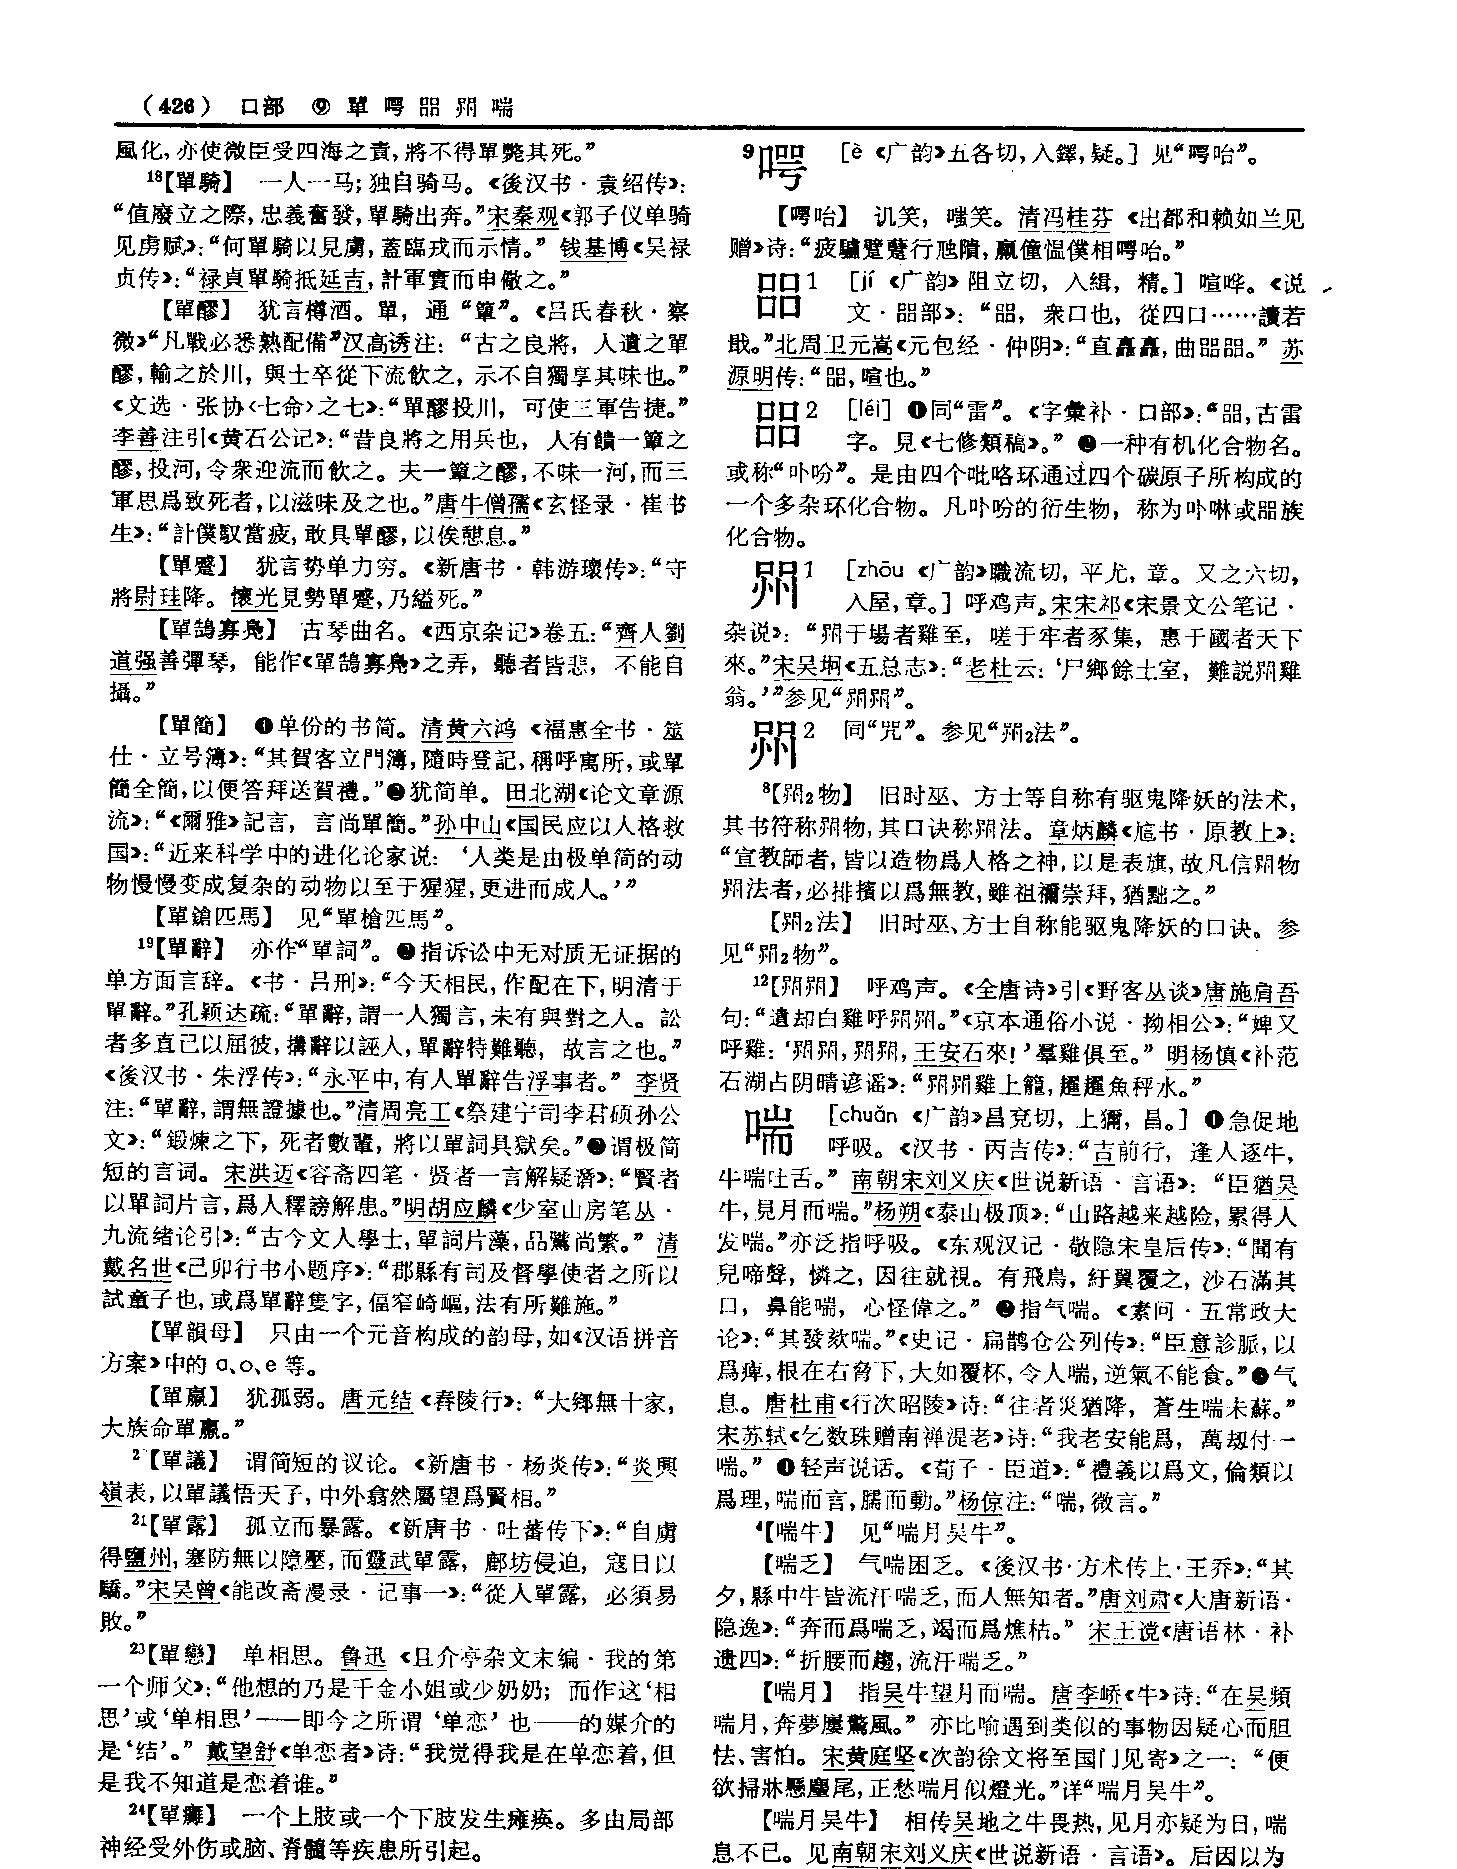 (426) 口部 ⑨ 單 㗁 㗊 喌 喘
風化,亦使微臣受四海之責,將不得單斃其死。”
18【單騎】 一人一马;独自骑马。《後汉书·袁绍传》:
“值廢立之際,忠義奮發,單騎出奔。”宋秦观《郭子仪单骑
见虏赋》:“何單騎以見虜,蓋臨戎而示情。” 钱基博《吴禄
贞传》:“禄貞單騎抵延吉,計軍實而申儆之。”
【單醪】 犹言樽酒。單,通“簞”。《吕氏春秋·察
微》“凡戰必悉熟配備”汉高诱注:“古之良將,人遺之單
醪,輸之於川,與士卒從下流飲之,示不自獨享其味也。”
《文选·张协〈七命〉之七》:“單醪投川,可使三軍告捷。”
李善注引《黄石公记》:“昔良將之用兵也,人有饋一簞之
醪,投河,令衆迎流而飲之。夫一簞之醪,不味一河,而三
軍思爲致死者,以滋味及之也。”唐牛僧孺《玄怪录·崔书
生》:“計僕馭當疲,敢具單醪,以俟憩息。”
【單蹙】 犹言势单力穷。《新唐书·韩游瓌传》:“守
將尉珪降。懷光見勢單蹙,乃縊死。”
【單鵠寡鳧】 古琴曲名。《西京杂记》卷五:“齊人劉
道强善彈琴,能作《單鵠寡鳧》之弄,聽者皆悲,不能自
攝。”
【單簡】 ❶单份的书简。清黄六鸿《福惠全书·筮
仕·立号簿》:“其賀客立門簿,隨時登記,稱呼寓所,或單
簡全簡,以便答拜送賀禮。”❷犹简单。田北湖《论文章源
流》:“《爾雅》記言,言尚單簡。”孙中山《国民应以人格救
国》:“近来科学中的进化论家说:‘人类是由极单简的动
物慢慢变成复杂的动物以至于猩猩,更进而成人。’”
【單鎗匹馬】 见“單槍匹馬”。
19【單辭】 亦作“單詞”。❶指诉讼中无对质无证据的
单方面言辞。《书·吕刑》:“今天相民,作配在下,明清于
單辭。”孔颖达疏:“單辭,謂一人獨言,未有與對之人。訟
者多直己以屈彼,搆辭以誣人,單辭特難聽,故言之也。”
《後汉书·朱浮传》:“永平中,有人單辭告浮事者。” 李贤
注:“單辭,謂無證據也。”清周亮工《祭建宁司李君硕孙公
文》:“鍛煉之下,死者數輩,將以單詞具獄矣。”❷谓极简
短的言词。宋洪迈《容斋四笔·贤者一言解疑谮》:“賢者
以單詞片言,爲人釋謗解患。”明胡应麟《少室山房笔丛·
九流绪论引》:“古今文人學士,單詞片藻,品騭尚繁。” 清
戴名世《己卯行书小题序》:“郡縣有司及督學使者之所以
試童子也,或爲單辭隻字,偪窄崎嶇,法有所難施。”
【單韻母】 只由一个元音构成的韵母,如《汉语拼音
方案》中的 ɑ、o、e 等。
【單羸】 犹孤弱。唐元结《舂陵行》:“大鄉無十家,
大族命單羸。”
2【單議】 谓简短的议论。《新唐书·杨炎传》:“炎興
嶺表,以單議悟天子,中外翕然屬望爲賢相。”
21【單露】 孤立而暴露。《新唐书·吐蕃传下》:“自虜
得鹽州,塞防無以障壓,而靈武單露,鄜坊侵迫,寇日以
驕。”宋吴曾《能改斋漫录·记事一》:“從人單露,必須易
敗。”
23【單戀】 单相思。鲁迅《且介亭杂文末编·我的第
一个师父》:“他想的乃是千金小姐或少奶奶;而作这‘相
思’或‘单相思’——即今之所谓‘单恋’也——的媒介的
是‘结’。” 戴望舒《单恋者》诗:“我觉得我是在单恋着,但
是我不知道是恋着谁。”
24【單癱】 一个上肢或一个下肢发生瘫痪。多由局部
神经受外伤或脑、脊髓等疾患所引起。
9㗁 [è 《广韵》五各切,入鐸,疑。] 见“㗁咍”。
【㗁咍】 讥笑,嗤笑。清冯桂芬《出都和赖如兰见
赠》诗:“疲驢躄躠行虺隤,羸僮愠僕相㗁咍。”
㗊1 [jí 《广韵》阻立切,入缉,精。] 喧哗。《说
文·㗊部》:“㗊,衆口也,從四口……讀若
戢。”北周卫元嵩《元包经·仲阴》:“直矗矗,曲㗊㗊。” 苏
源明传:“㗊,喧也。”
㗊2 [léi] ❶同“雷”。《字彙补·口部》:“㗊,古雷
字。見《七修類稿》。” ❷一种有机化合物名。
或称“卟吩”。是由四个吡咯环通过四个碳原子所构成的
一个多杂环化合物。凡卟吩的衍生物,称为卟啉或㗊族
化合物。
喌1 [zhōu 《广韵》職流切,平尤,章。又之六切,
入屋,章。] 呼鸡声。宋宋祁《宋景文公笔记·
杂说》:“喌于場者雞至,嗟于牢者豕集,惠于國者天下
來。”宋吴坰《五总志》:“老杜云:‘尸鄉餘土室,難説喌雞
翁。’”参见“喌喌”。
喌2 同“咒”。参见“喌2法”。
8【喌2物】 旧时巫、方士等自称有驱鬼降妖的法术,
其书符称喌物,其口诀称喌法。章炳麟《訄书·原教上》:
“宣教師者,皆以造物爲人格之神,以是表旗,故凡信喌物
喌法者,必排擯以爲無教,雖祖禰崇拜,猶黜之。”
【喌2法】 旧时巫、方士自称能驱鬼降妖的口诀。参
见“喌2物”。
12【喌喌】 呼鸡声。《全唐诗》引《野客丛谈》唐施肩吾
句:“遺却白雞呼喌喌。”《京本通俗小说·拗相公》:“婢又
呼雞:‘喌喌,喌喌,王安石來!’羣雞俱至。” 明杨慎《补范
石湖占阴晴谚谣》:“喌喌雞上籠,𩥇𩥇魚秤水。”
喘 [chuǎn 《广韵》昌兖切,上獮,昌。] ❶急促地
呼吸。《汉书·丙吉传》:“吉前行,逢人逐牛,
牛喘吐舌。” 南朝宋刘义庆《世说新语·言语》:“臣猶吴
牛,見月而喘。”杨朔《泰山极顶》:“山路越来越险,累得人
发喘。”亦泛指呼吸。《东观汉记·敬隐宋皇后传》:“聞有
兒啼聲,憐之,因往就視。有飛鳥,紆翼覆之,沙石滿其
口,鼻能喘,心怪偉之。” ❷指气喘。《素问·五常政大
论》:“其發欬喘。”《史记·扁鹊仓公列传》:“臣意診脈,以
爲痺,根在右脅下,大如覆杯,令人喘,逆氣不能食。”❸气
息。唐杜甫《行次昭陵》诗:“往者災猶降,蒼生喘未蘇。”
宋苏轼《乞数珠赠南禅湜老》诗:“我老安能爲,萬劫付一
喘。” ❹轻声说话。《荀子·臣道》:“禮義以爲文,倫類以
爲理,喘而言,臑而動。”杨倞注:“喘,微言。”
4【喘牛】 见“喘月吴牛”。
【喘乏】 气喘困乏。《後汉书·方术传上·王乔》:“其
夕,縣中牛皆流汗喘乏,而人無知者。”唐刘肃《大唐新语·
隐逸》:“奔而爲喘乏,竭而爲燋枯。” 宋王谠《唐语林·补
遗四》:“折腰而趨,流汗喘乏。”
【喘月】 指吴牛望月而喘。唐李峤《牛》诗:“在吴頻
喘月,奔夢屢驚風。” 亦比喻遇到类似的事物因疑心而胆
怯、害怕。宋黄庭坚《次韵徐文将至国门见寄》之一:“便
欲掃牀懸麈尾,正愁喘月似燈光。”详“喘月吴牛”。
【喘月吴牛】 相传吴地之牛畏热,见月亦疑为日,喘
息不已。见南朝宋刘义庆《世说新语·言语》。后因以为